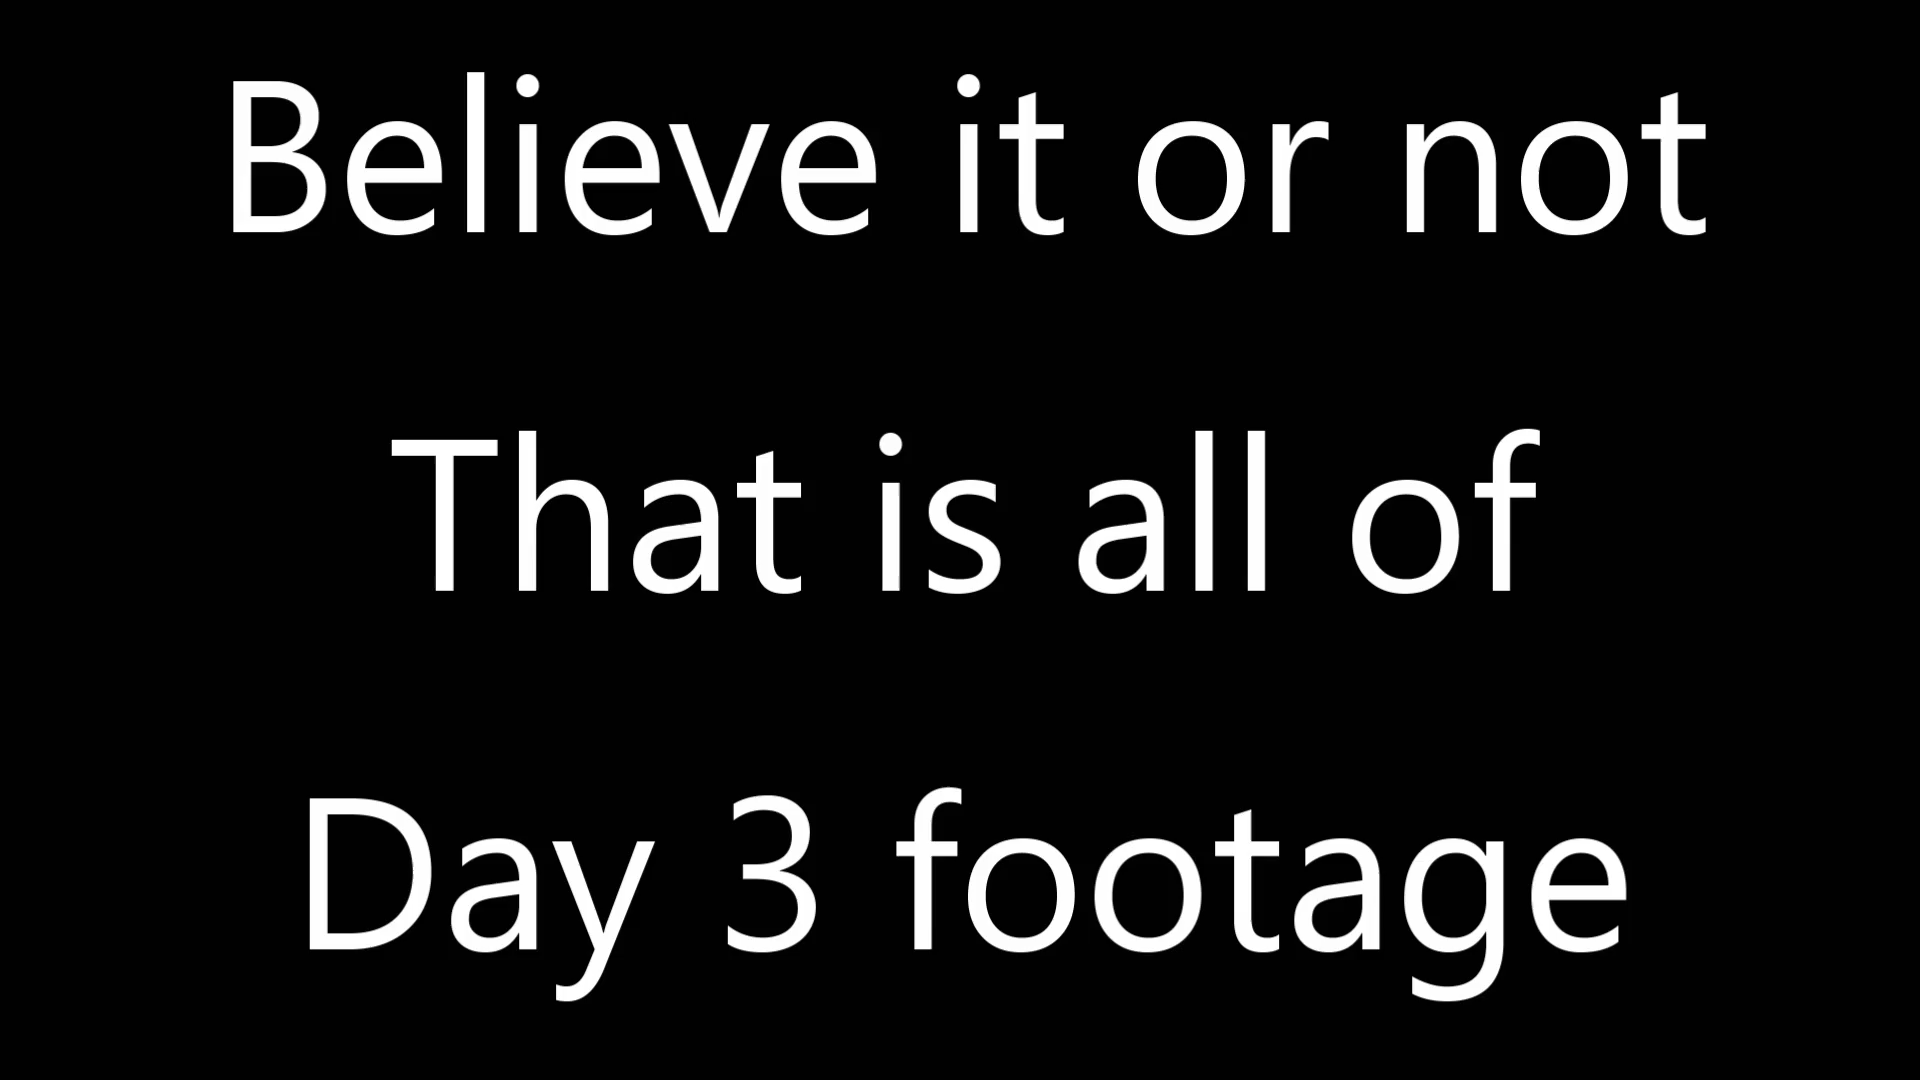 Believe it or not
That is all of
Day 3 footage